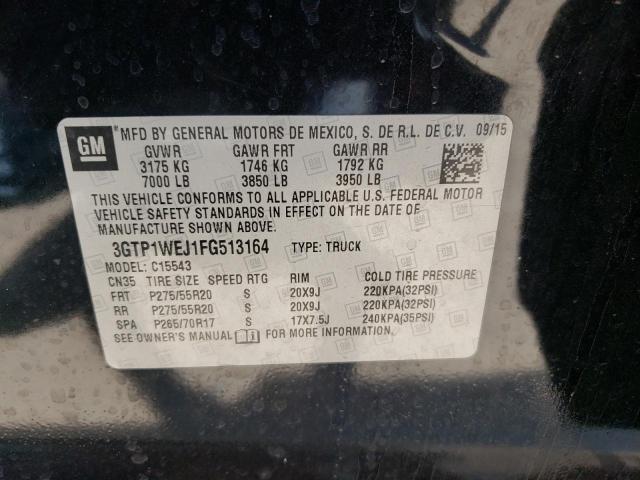 GM
MFD BY GENERAL MOTORS DE MEXICO, S. DE R.L. DE C.V. 09/15
GVWR GAWR FRT GAWR RR
3175 KG 1746 KG 1792 KG
7000 LB 3850 LB 3950 LB
THIS VEHICLE CONFORMS TO ALL APPLICABLE U.S. FEDERAL MOTOR
VEHICLE SAFETY STANDARDS IN EFFECT ON THE DATE OF
MANUFACTURE SHOWN ABOVE.
3GTP1WEJ1FG513164 TYPE: TRUCK
MODEL: C15543
CN35 TIRE SIZE SPEED RTG RIM COLD TIRE PRESSURE
FRT P275/55R20 S 20X9J 220KPA(32PSI)
RR P275/55R20 S 20X9J 220KPA(32PSI)
SPA P265/70R17 S 17X7.5J 240KPA(35PSI)
SEE OWNER'S MANUAL FOR MORE INFORMATION.